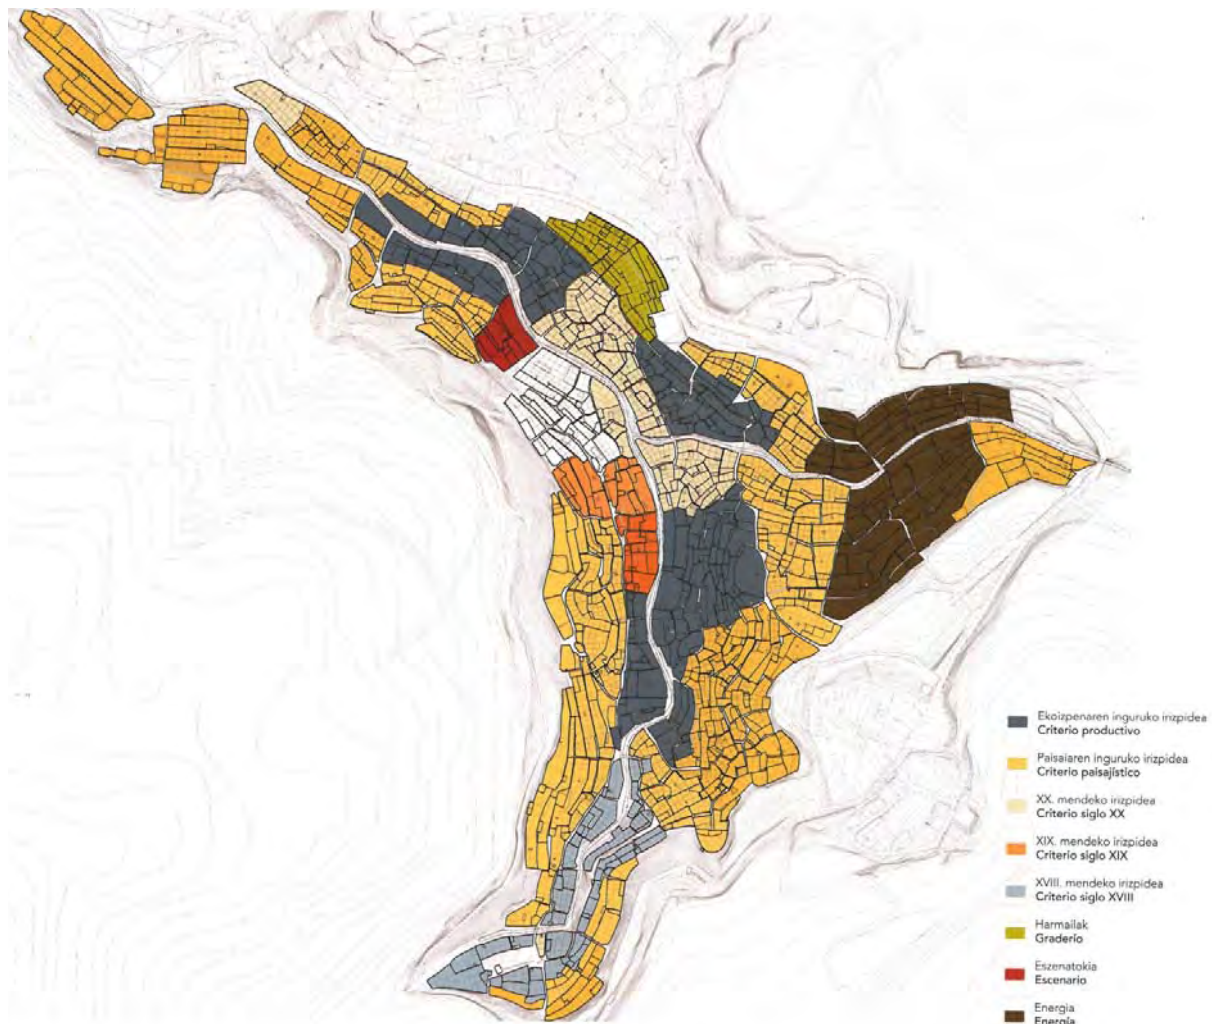 Ekoizpenaren inguruko irizpidea
Criterio productivo
Paisaiaren inguruko irizpidea
Criterio paisajístico
XX. mendeko irizpidea
Criterio siglo XX
XIX. mendeko irizpidea
Criterio siglo XIX
XVIII. mendeko irizpidea
Criterio siglo XVIII
Harmailak
Graderío
Eszenatokia
Escenario
Energia
Energía